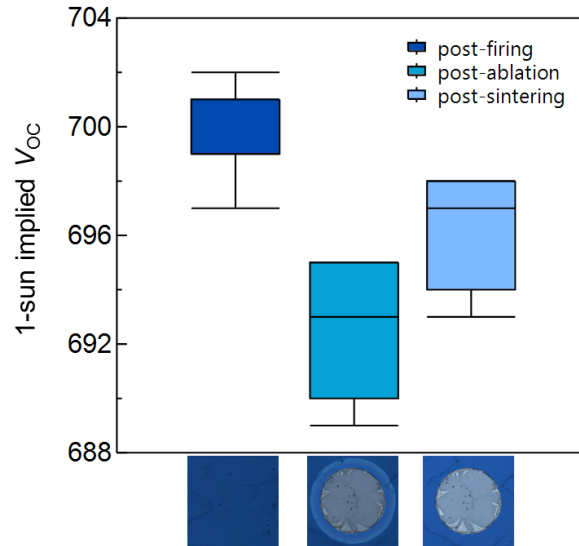 704
700
696
692
688
1-sun implied VOC
post-firing
post-ablation
post-sintering